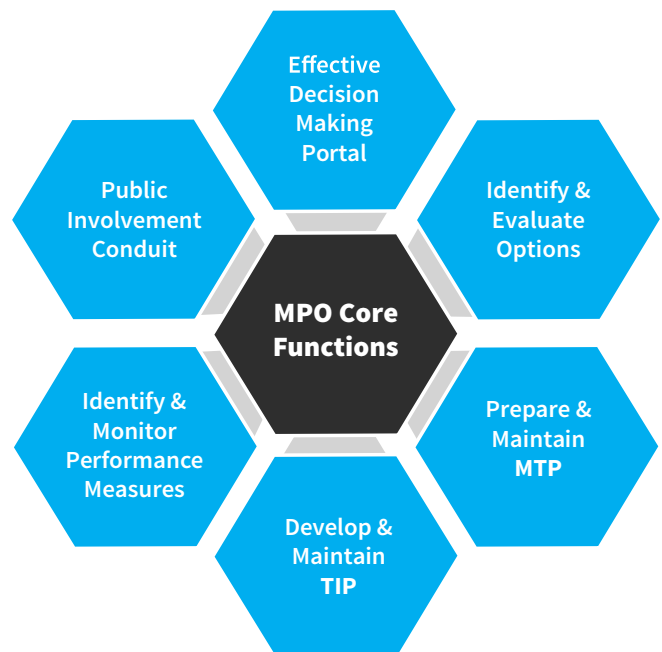 Effective
Decision
Making
Portal
Public
Involvement
Conduit
Identify &
Evaluate
Options
MPO Core
Functions
Identify &
Monitor
Performance
Measures
Prepare &
Maintain
MTP
Develop &
Maintain
TIP